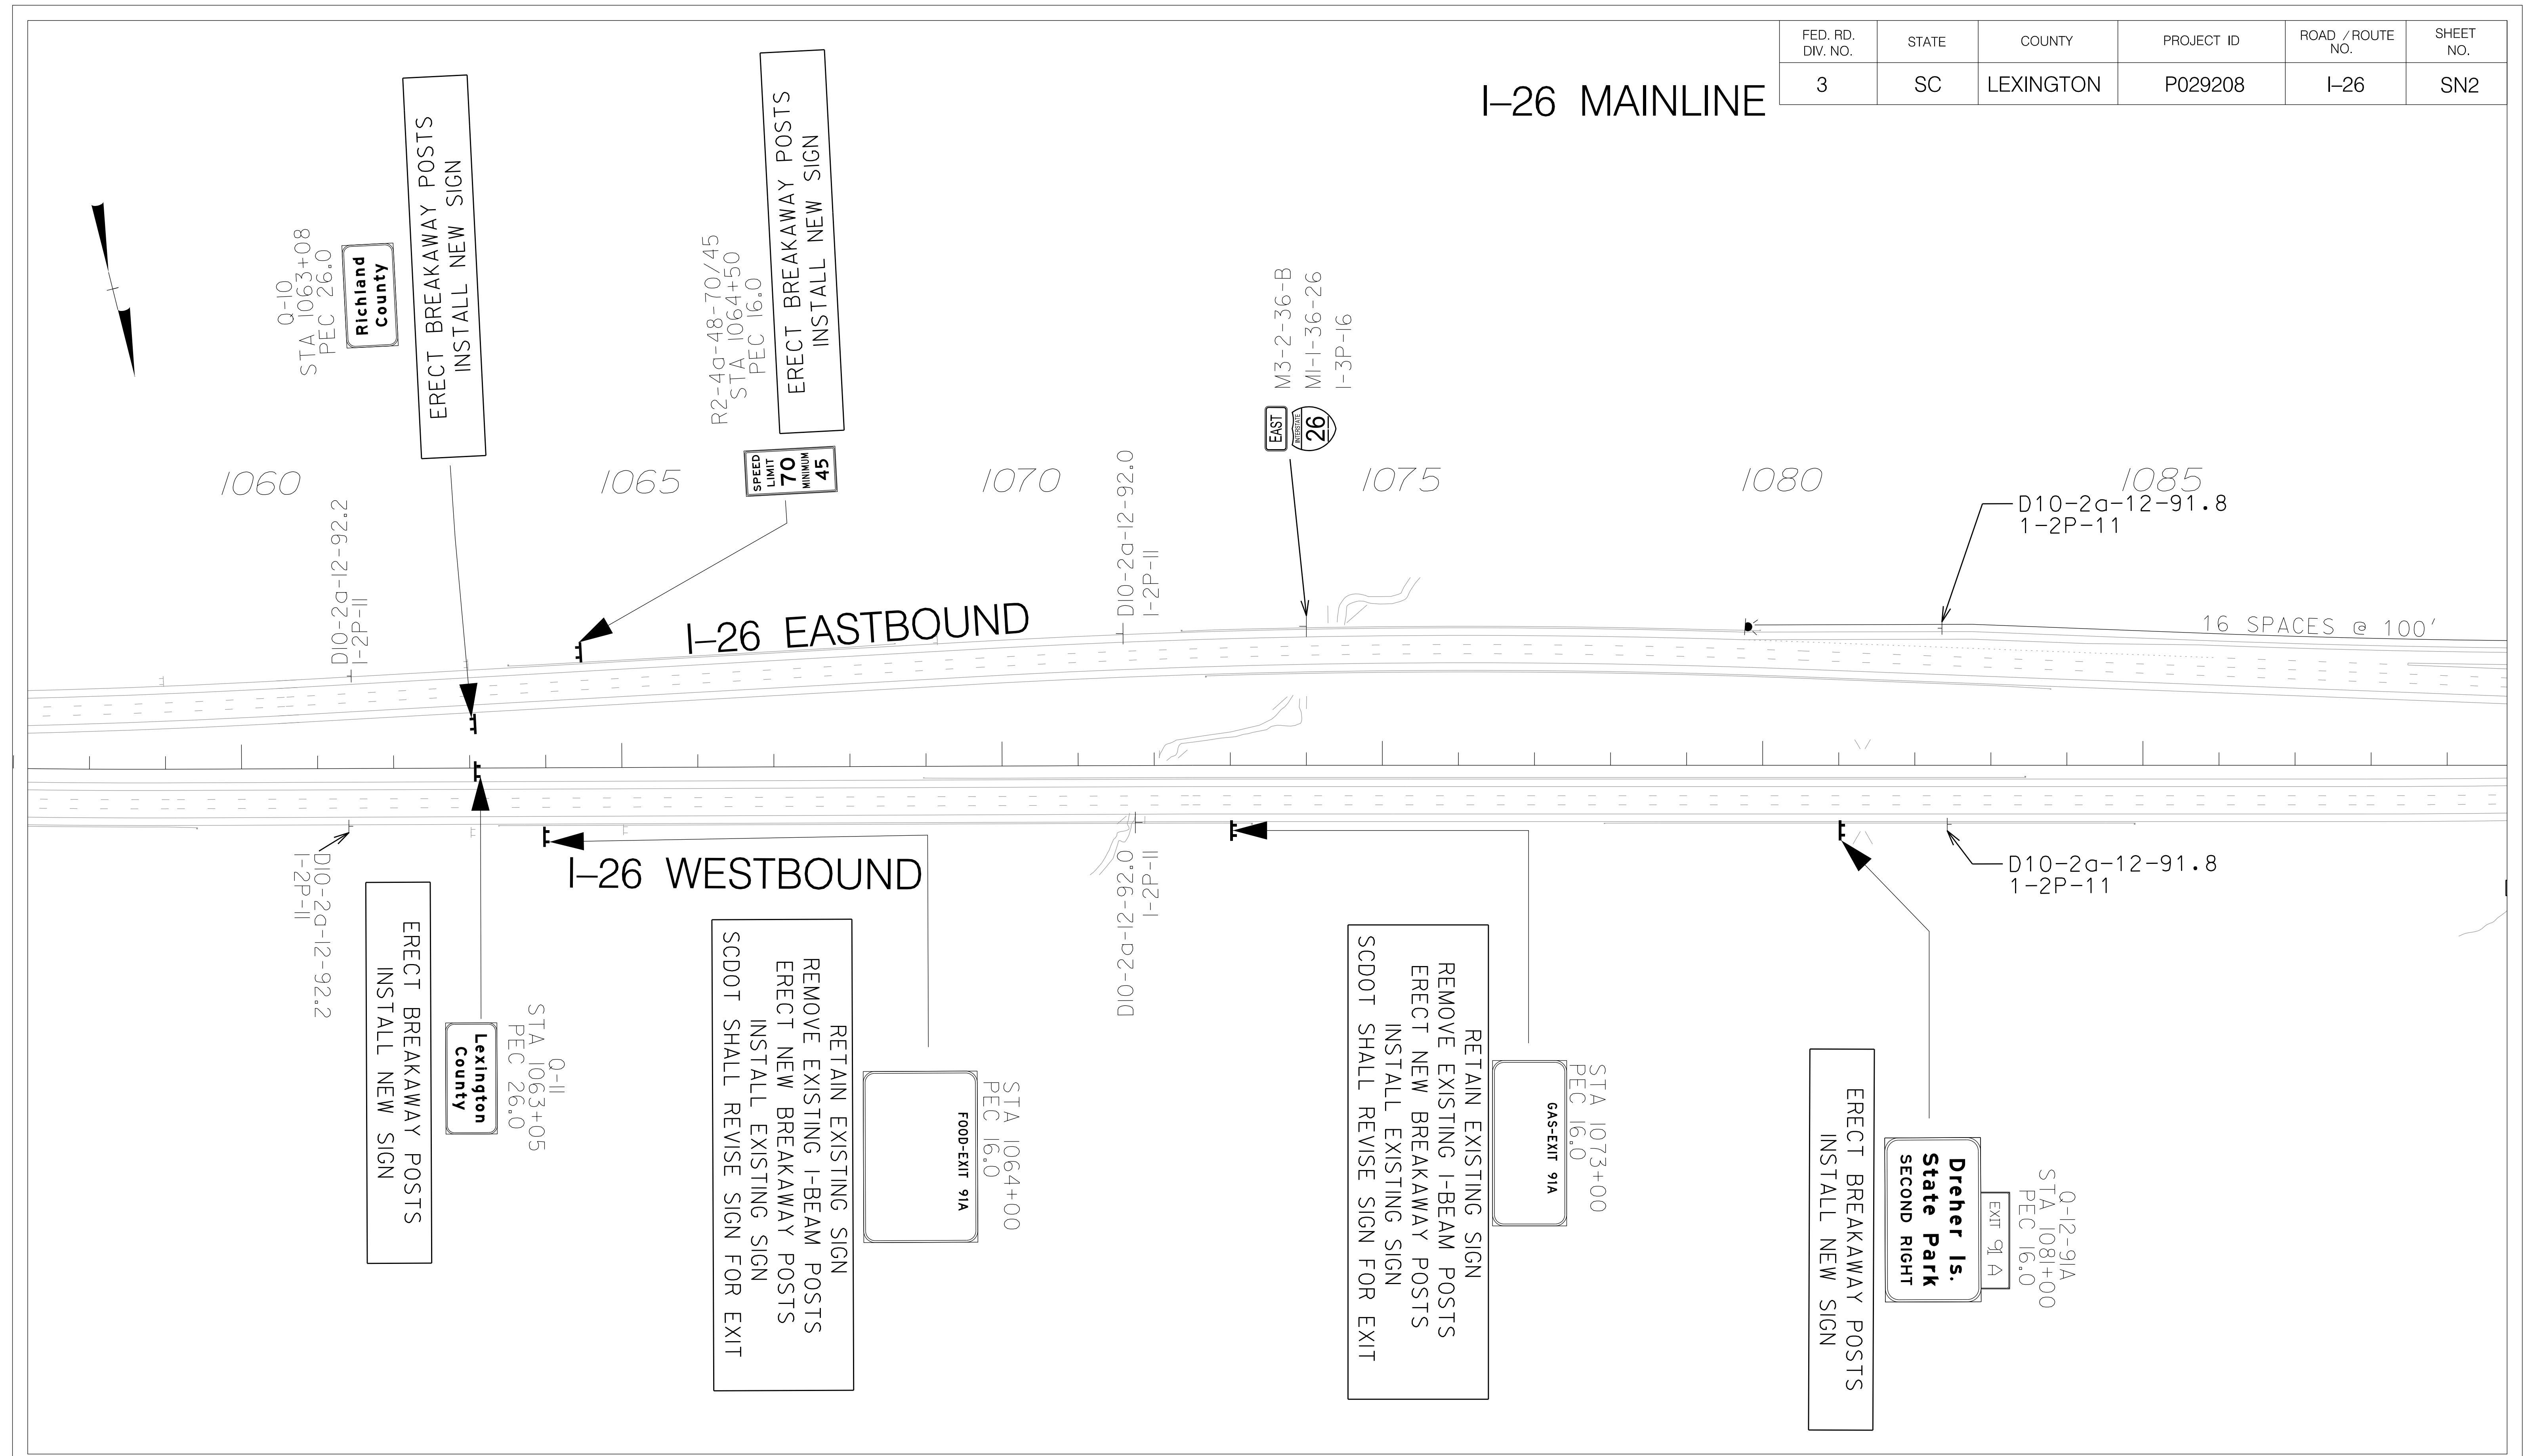 FED. RD. DIV. NO.
STATE
COUNTY
PROJECT ID
ROAD / ROUTE NO.
SHEET NO.
3
SC
LEXINGTON
P029208
I-26
SN2
I-26 MAINLINE
Q-10
STA 1063+08
PEC 26.0
Richland
County
ERECT BREAKAWAY POSTS
INSTALL NEW SIGN
R2-4a-48-70/45
STA 1064+50
PEC 16.0
ERECT BREAKAWAY POSTS
INSTALL NEW SIGN
SPEED
LIMIT
70
MINIMUM
45
M3-2-36-B
M1-1-36-26
1-3P-16
EAST
INTERSTATE
26
1060
1065
1070
1075
1080
1085
D10-2a-12-92.2
1-2P-11
D10-2a-12-92.0
1-2P-11
D10-2a-12-91.8
1-2P-11
I-26 EASTBOUND
16 SPACES @ 100'
I-26 WESTBOUND
D10-2a-12-92.2
1-2P-11
D10-2a-12-92.0
1-2P-11
D10-2a-12-91.8
1-2P-11
Q-11
STA 1063+05
PEC 26.0
Lexington
County
ERECT BREAKAWAY POSTS
INSTALL NEW SIGN
STA 1064+00
PEC 16.0
FOOD-EXIT 91A
RETAIN EXISTING SIGN
REMOVE EXISTING I-BEAM POSTS
ERECT NEW BREAKAWAY POSTS
INSTALL EXISTING SIGN
SCDOT SHALL REVISE SIGN FOR EXIT
STA 1073+00
PEC 16.0
GAS-EXIT 91A
RETAIN EXISTING SIGN
REMOVE EXISTING I-BEAM POSTS
ERECT NEW BREAKAWAY POSTS
INSTALL EXISTING SIGN
SCDOT SHALL REVISE SIGN FOR EXIT
Q-12-91A
STA 1081+00
PEC 16.0
EXIT 91 A
Dreher Is.
State Park
SECOND RIGHT
ERECT BREAKAWAY POSTS
INSTALL NEW SIGN